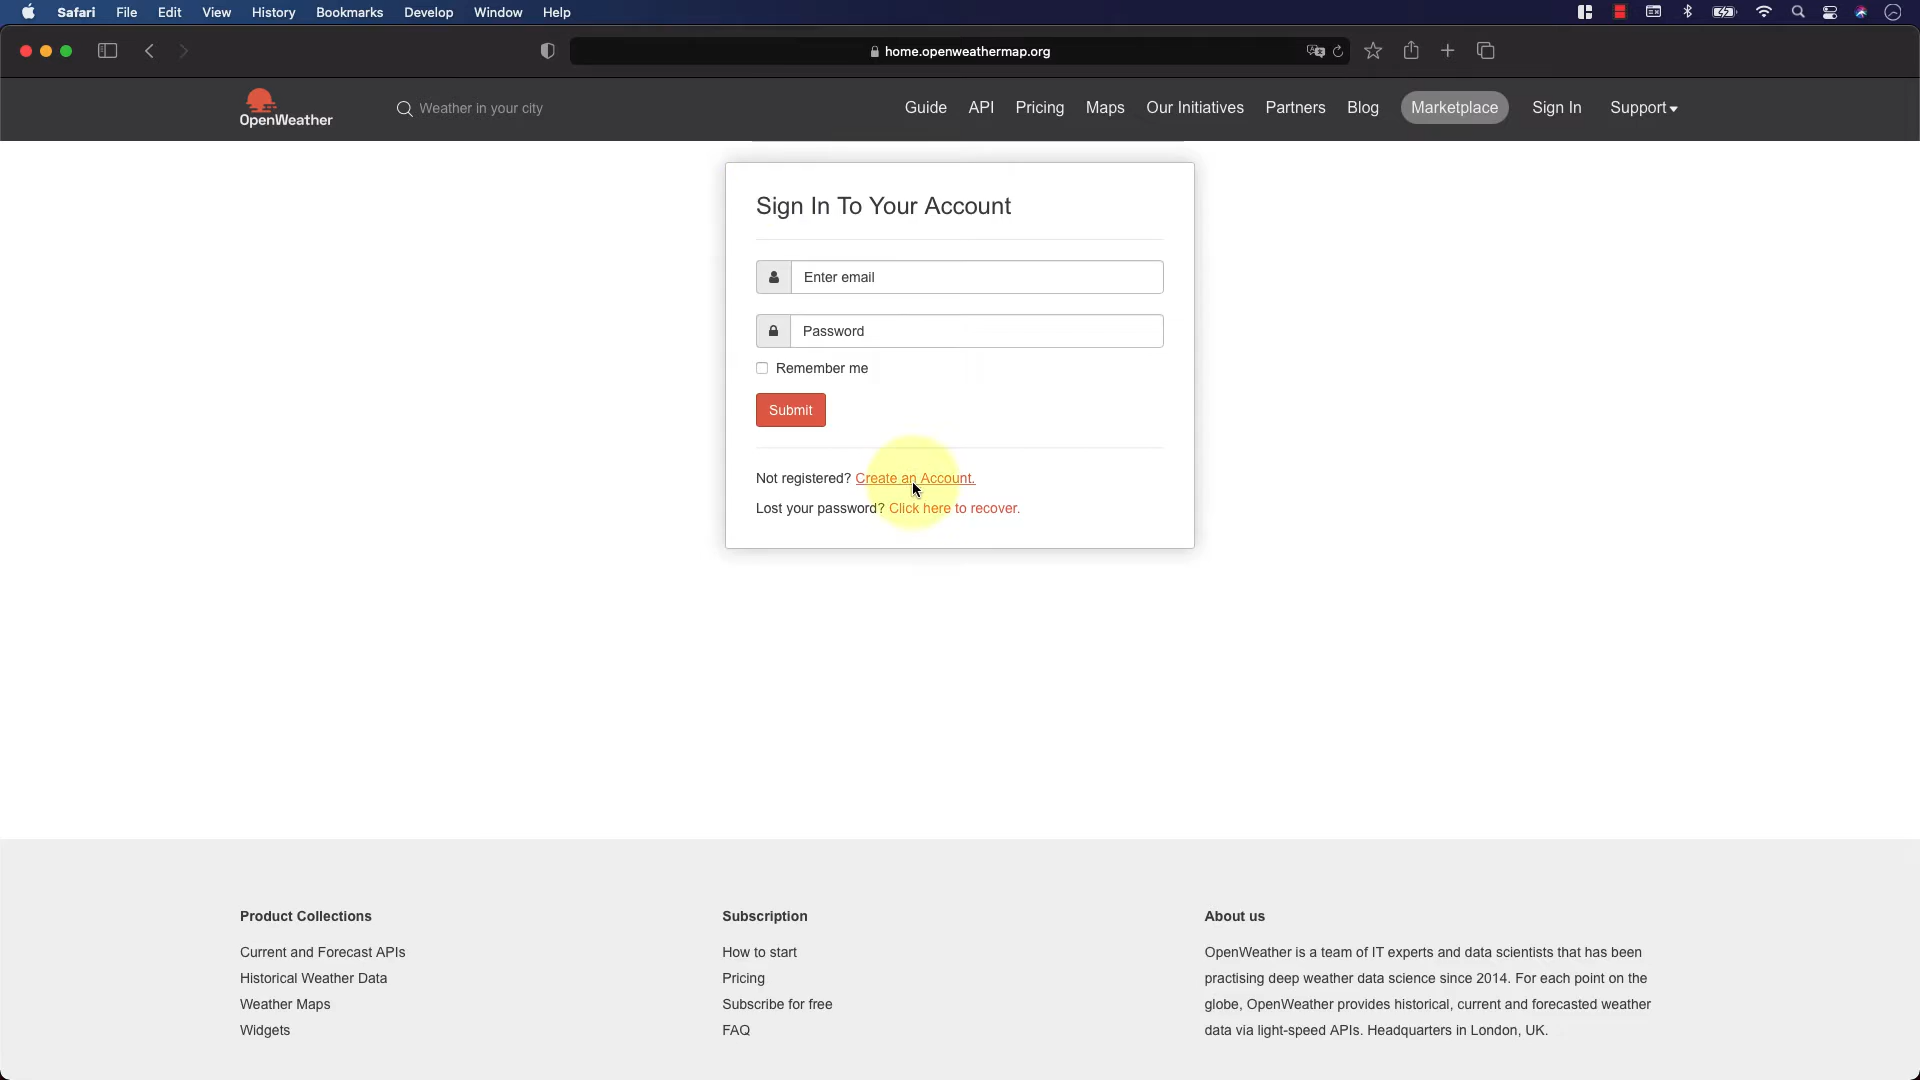 Safari File Edit View History Bookmarks Develop Window Help
home.openweathermap.org
OpenWeather
Weather in your city
Guide API Pricing Maps Our Initiatives Partners Blog Marketplace Sign In Support
Sign In To Your Account
Enter email
Password
Remember me
Submit
Not registered? Create an Account.
Lost your password? Click here to recover.
Product Collections
Current and Forecast APIs
Historical Weather Data
Weather Maps
Widgets
Subscription
How to start
Pricing
Subscribe for free
FAQ
About us
OpenWeather is a team of IT experts and data scientists that has been
practising deep weather data science since 2014. For each point on the
globe, OpenWeather provides historical, current and forecasted weather
data via light-speed APIs. Headquarters in London, UK.